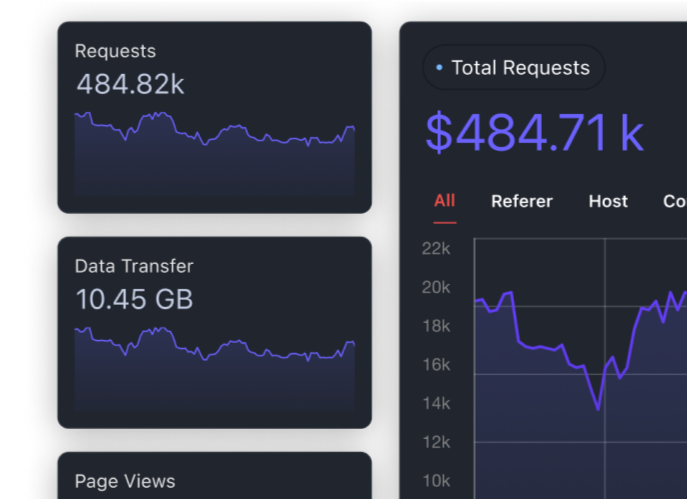 Requests
484.82k
Data Transfer
10.45 GB
Page Views
Total Requests
$484.71k
All Referer Host Co
22k
20k
18k
16k
14k
12k
10k